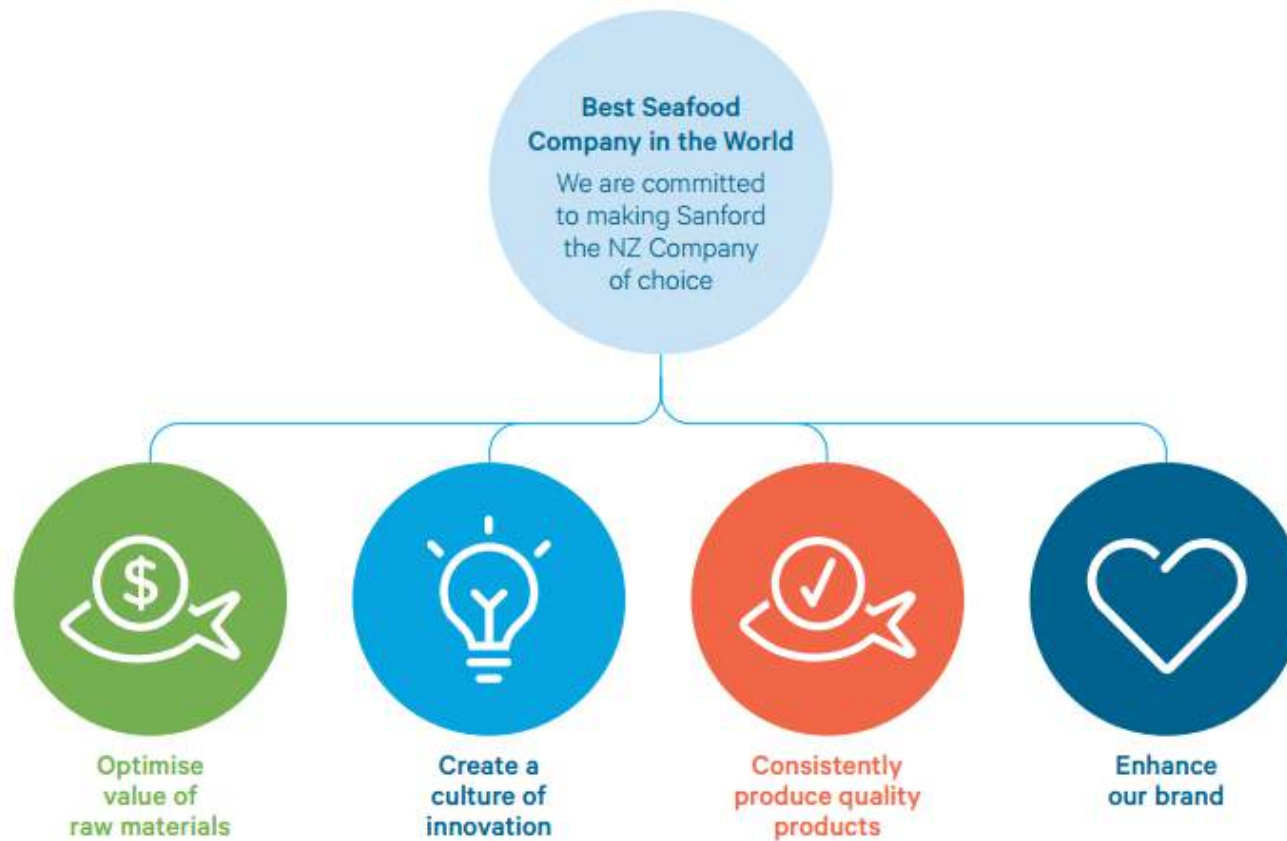 Best Seafood
Company in the World
We are committed
to making Sanford
the NZ Company
of choice
$
Optimise
value of
raw materials
Create a
culture of
innovation
Consistently
produce quality
products
Enhance
our brand